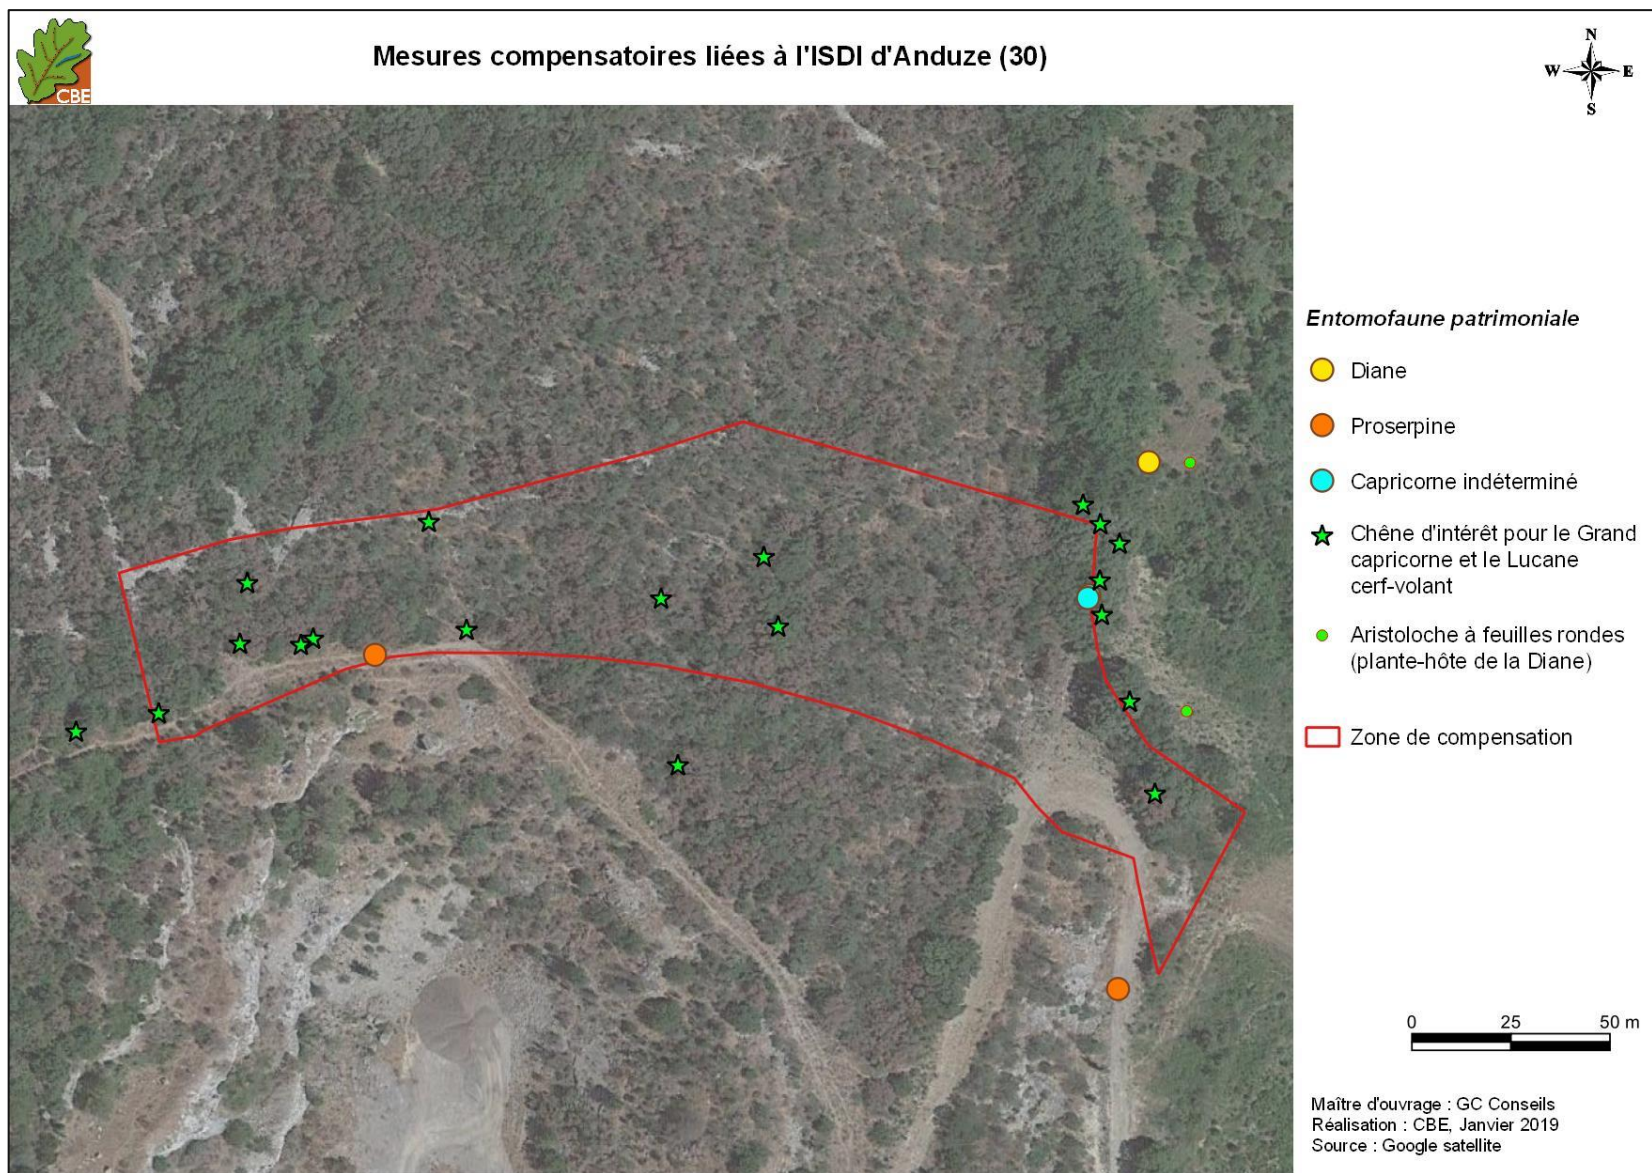 CBE
Mesures compensatoires liées à l'ISDI d'Anduze (30)
N
W
E
S
Entomofaune patrimoniale
Diane
Proserpine
Capricorne indéterminé
Chêne d'intérêt pour le Grand
capricorne et le Lucane
cerf-volant
Aristoloche à feuilles rondes
(plante-hôte de la Diane)
Zone de compensation
0 25 50 m
Maître d'ouvrage : GC Conseils
Réalisation : CBE, Janvier 2019
Source : Google satellite